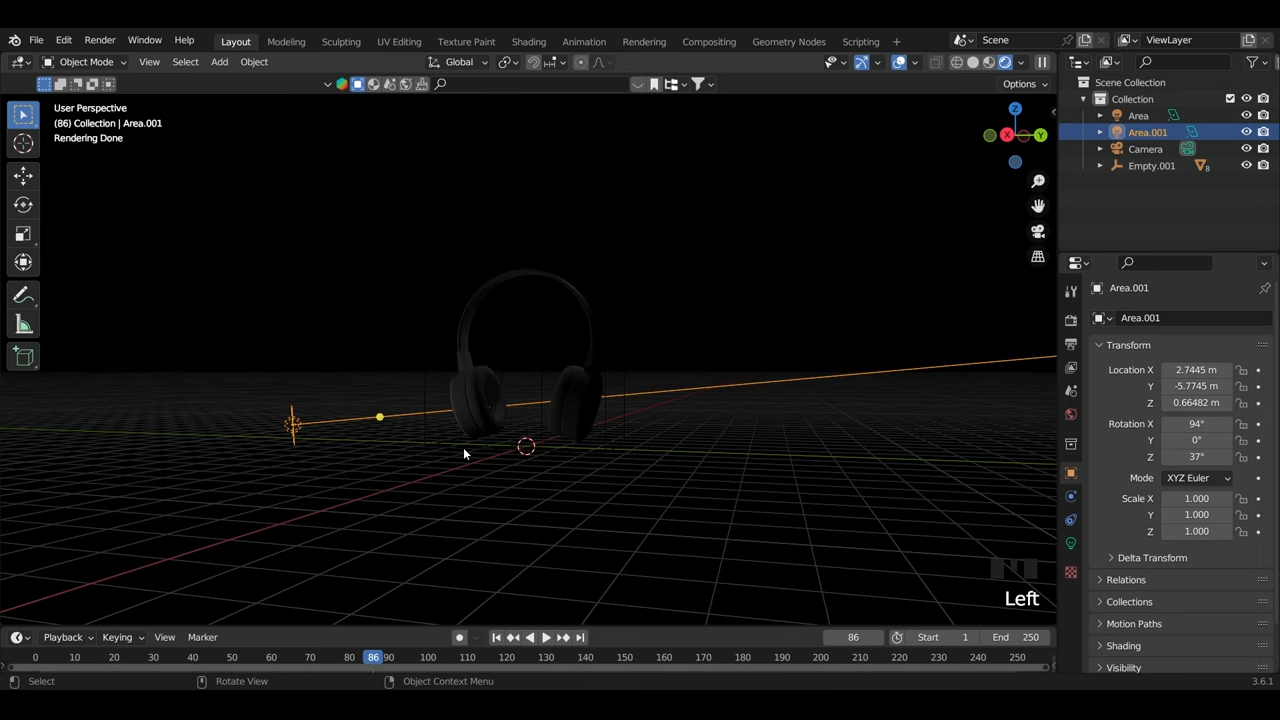 File Edit Render Window Help Layout Modeling Sculpting UV Editing Texture Paint Shading Animation Rendering Compositing Geometry Nodes Scripting + Scene ViewLayer
Object Mode View Select Add Object Global
Options
User Perspective
(86) Collection | Area.001
Rendering Done
Z
X
Y
Scene Collection
Collection
Area
Area.001
Camera
Empty.001
8
Area.001
Area.001
Transform
Location X 2.7445 m
Y -5.7745 m
Z 0.66482 m
Rotation X 94°
Y 0°
Z 37°
Mode XYZ Euler
Scale X 1.000
Y 1.000
Z 1.000
Delta Transform
Relations
Collections
Motion Paths
Shading
Visibility
Left
Playback Keying View Marker 86 Start 1 End 250
0 10 20 30 40 50 60 70 80 86 90 100 110 120 130 140 150 160 170 180 190 200 210 220 230 240 250
Select Rotate View Object Context Menu 3.6.1